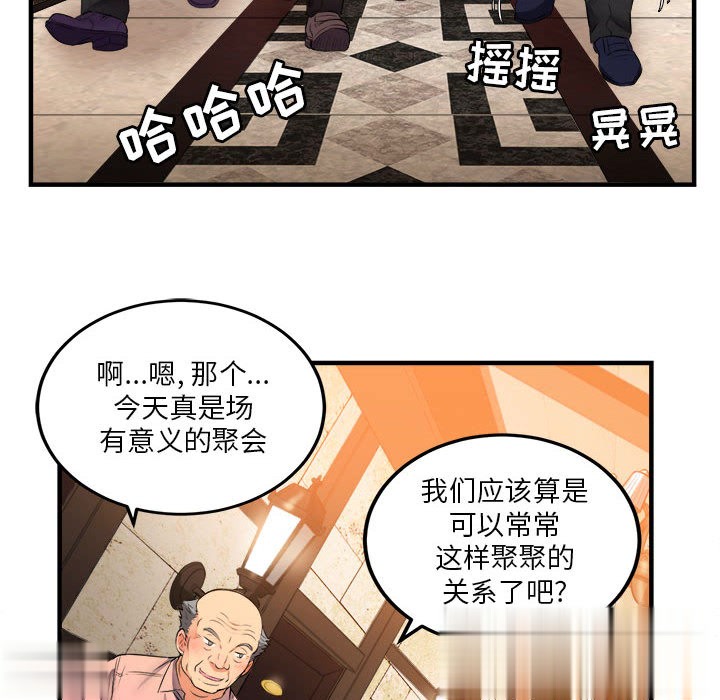 哈哈哈
摇摇
晃晃
啊...嗯,那个...
今天真是场
有意义的聚会
我们应该算是
可以常常
这样聚聚的
关系了吧?